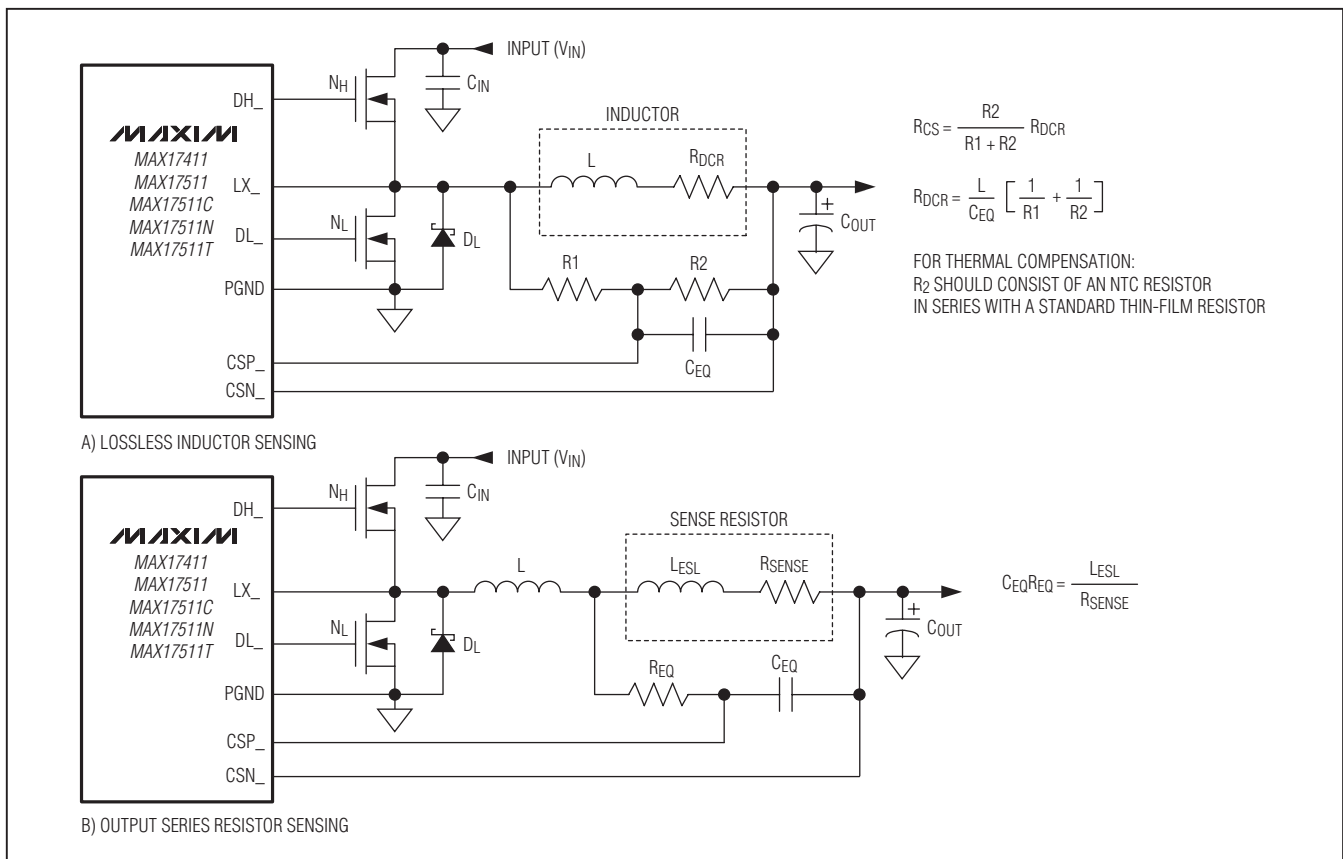 INPUT (VIN)
NH
CIN
DH_
MAXIM
MAX17411
MAX17511
MAX17511C
MAX17511N
MAX17511T
LX_
DL_
PGND
CSP_
CSN_
NL
DL
INDUCTOR
L
RDCR
COUT
+
R1
R2
CEQ
RCS = R2 / R1 + R2 RDCR
RDCR = L / CEQ [ 1 / R1 + 1 / R2 ]
FOR THERMAL COMPENSATION:
R2 SHOULD CONSIST OF AN NTC RESISTOR
IN SERIES WITH A STANDARD THIN-FILM RESISTOR
A) LOSSLESS INDUCTOR SENSING
INPUT (VIN)
NH
CIN
DH_
MAXIM
MAX17411
MAX17511
MAX17511C
MAX17511N
MAX17511T
LX_
DL_
PGND
CSP_
CSN_
NL
DL
L
SENSE RESISTOR
LESL
RSENSE
COUT
+
REQ
CEQ
CEQREQ = LESL / RSENSE
B) OUTPUT SERIES RESISTOR SENSING